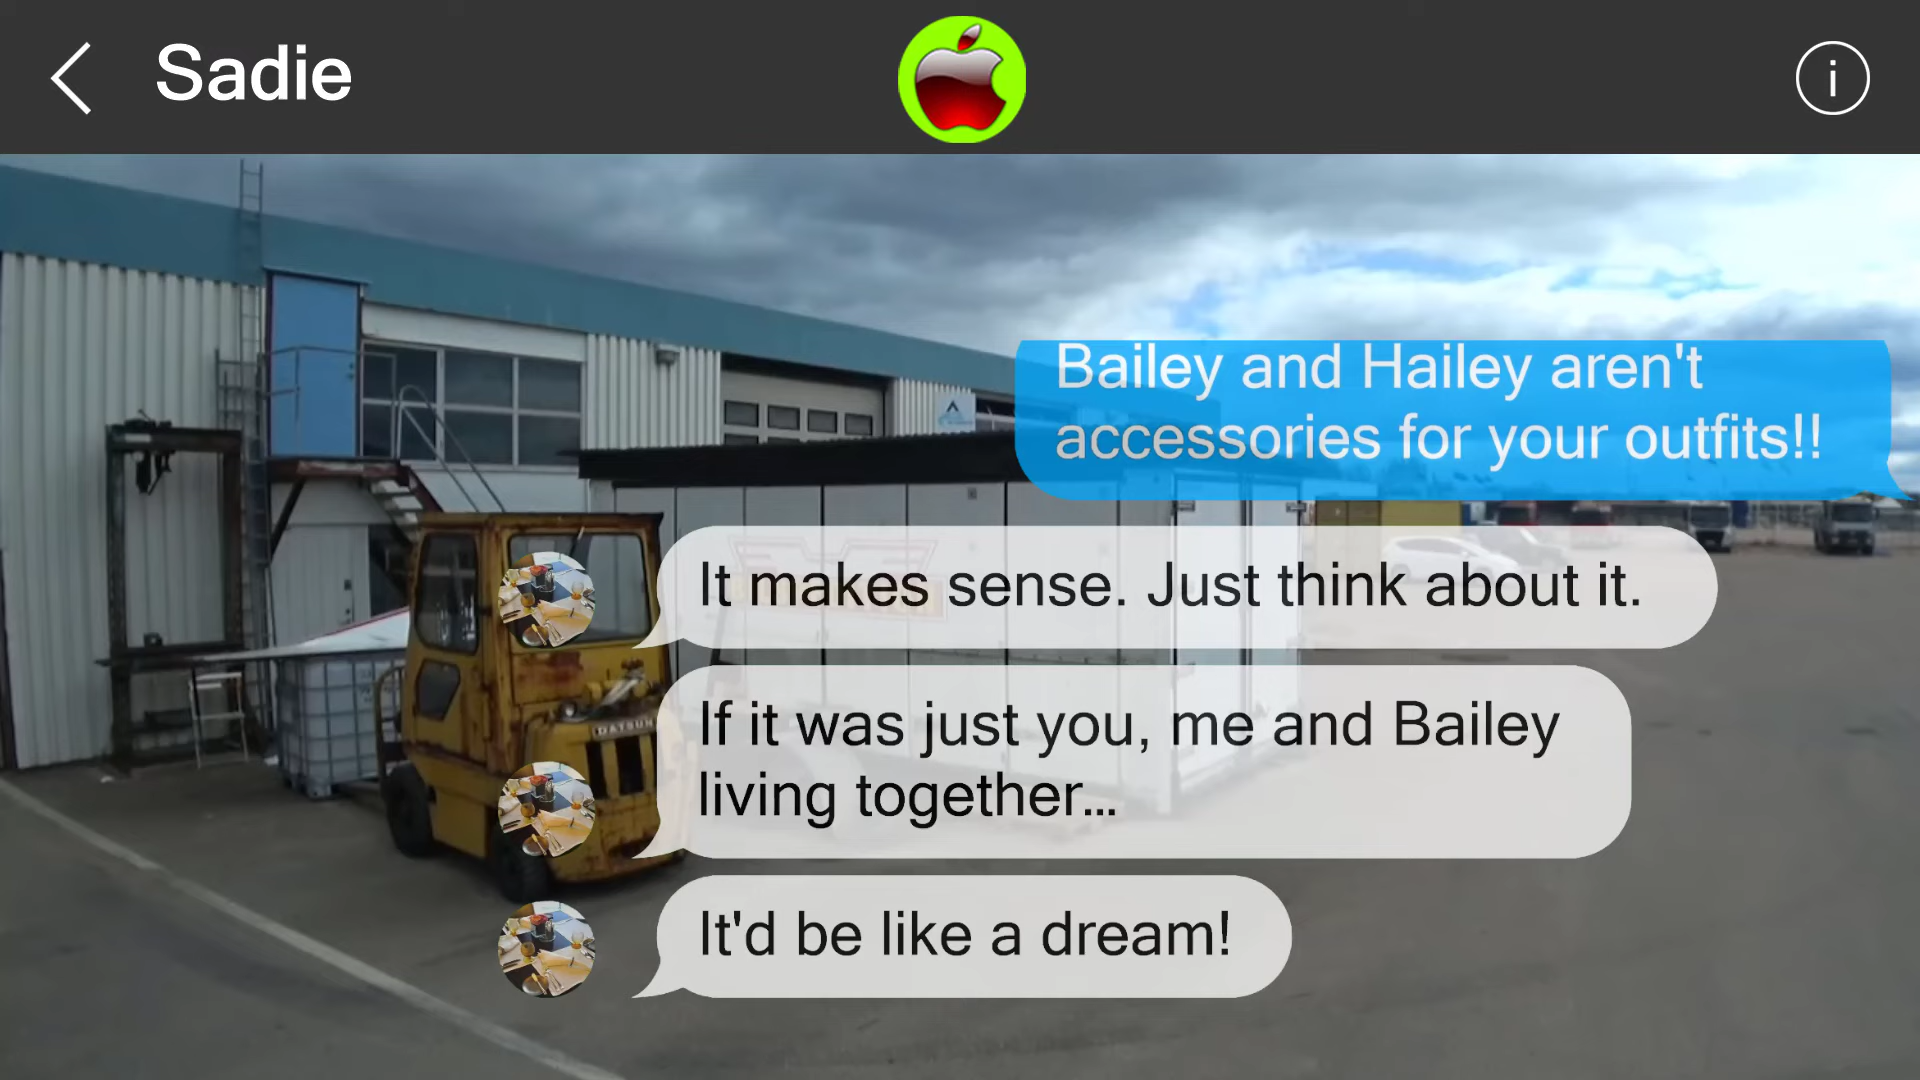 Sadie
Bailey and Hailey aren't
accessories for your outfits!!
It makes sense. Just think about it.
If it was just you, me and Bailey
living together...
It'd be like a dream!
DATSUN